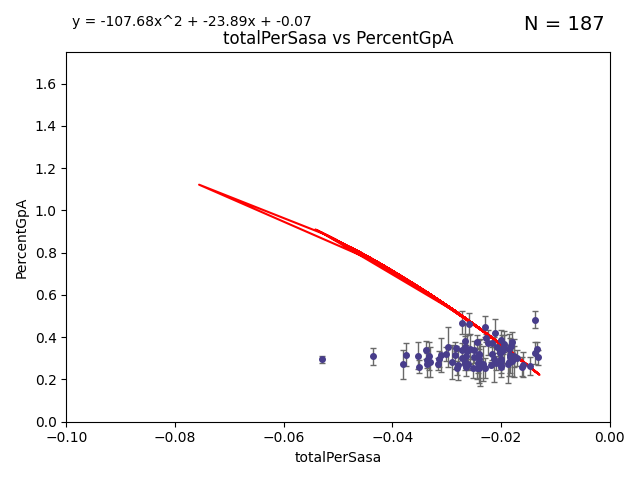 y = -107.68x^2 + -23.89x + -0.07
N = 187
totalPerSasa vs PercentGpA
PercentGpA
1.6
1.4
1.2
1.0
0.8
0.6
0.4
0.2
0.0
−0.10 −0.08 −0.06 −0.04 −0.02 0.00
totalPerSasa